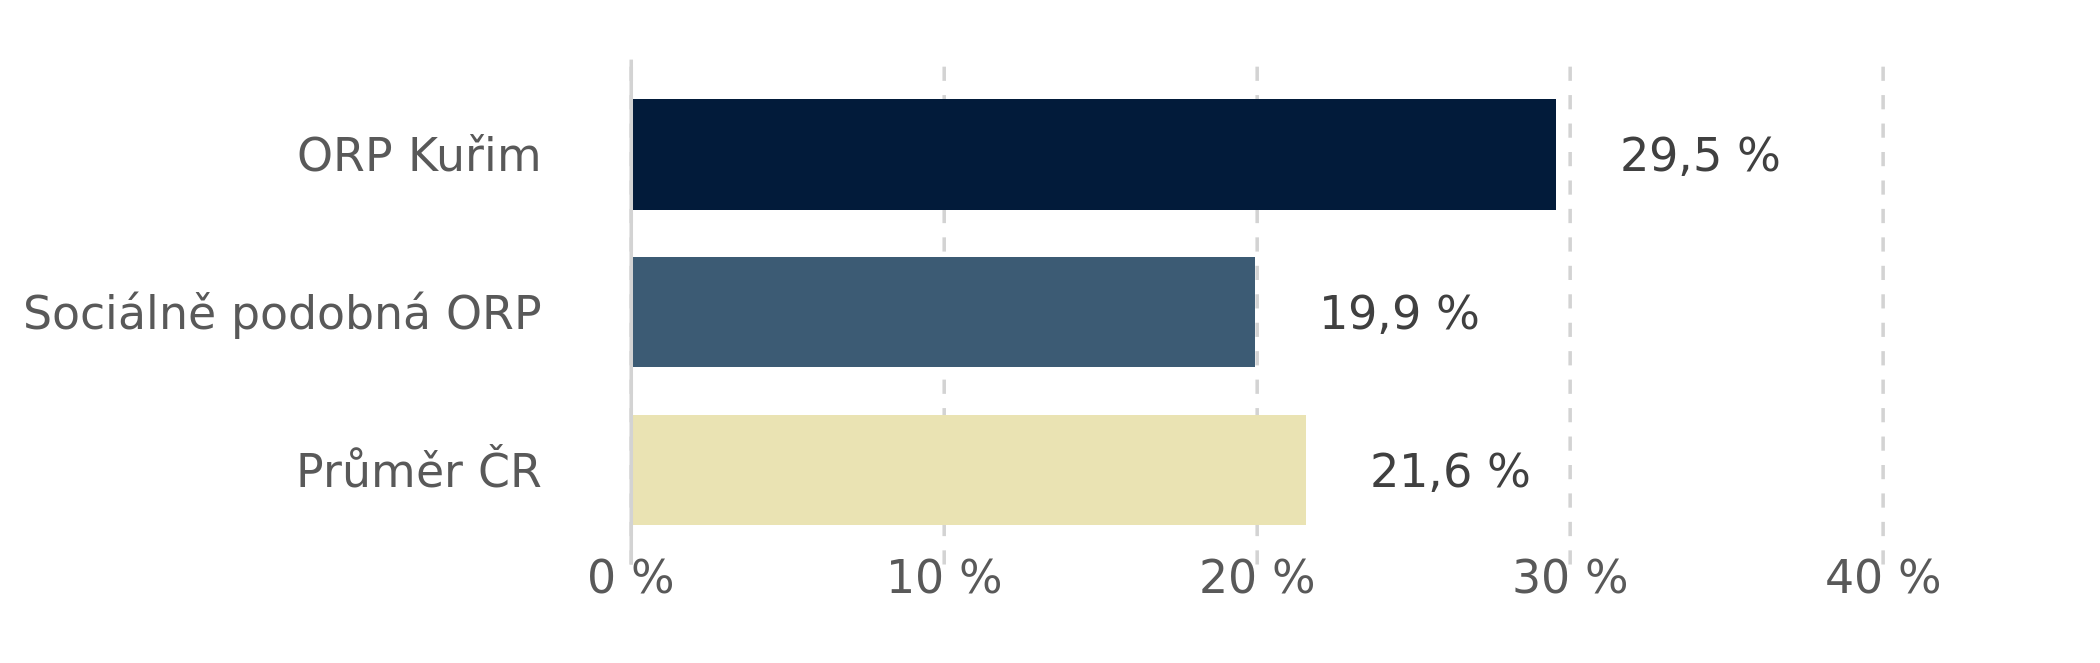 ORP Kuřim
29,5 %
Sociálně podobná ORP
19,9 %
Průměr ČR
21,6 %
0 %
10 %
20 %
30 %
40 %